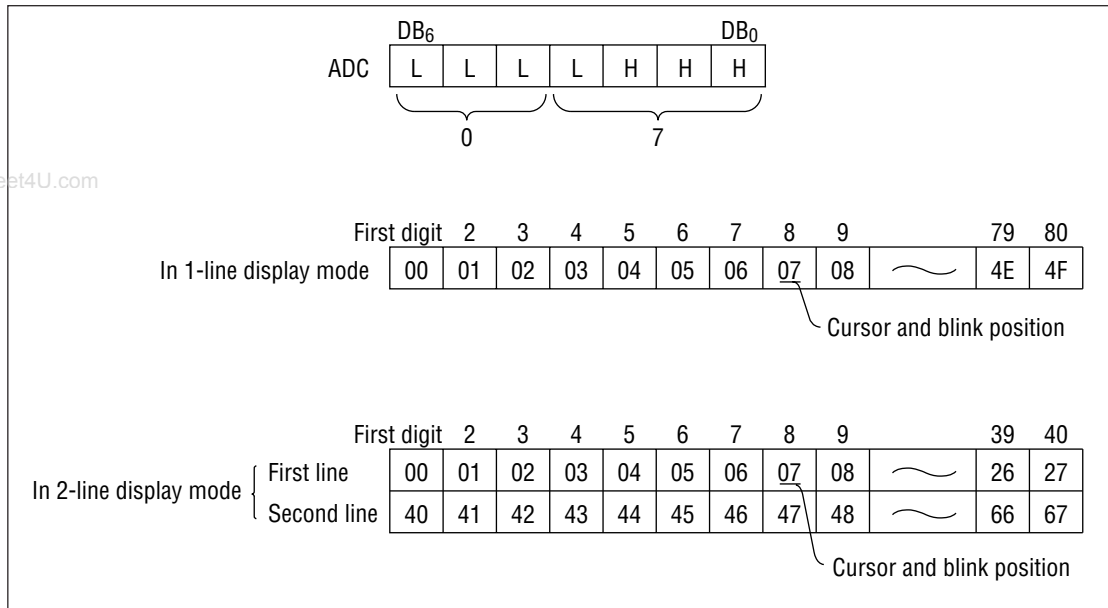 DB6 DB0
ADC L L L L H H H
0 7
eet4U.com
First digit 2 3 4 5 6 7 8 9 79 80
In 1-line display mode 00 01 02 03 04 05 06 07 08 4E 4F
Cursor and blink position
First digit 2 3 4 5 6 7 8 9 39 40
In 2-line display mode
First line 00 01 02 03 04 05 06 07 08 26 27
Second line 40 41 42 43 44 45 46 47 48 66 67
Cursor and blink position